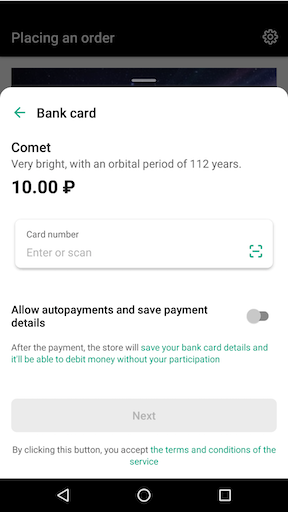 Placing an order
Bank card
Comet
Very bright, with an orbital period of 112 years.
10.00 ₽
Card number
Enter or scan
Allow autopayments and save payment
details
After the payment, the store will save your bank card details and
it'll be able to debit money without your participation
Next
By clicking this button, you accept the terms and conditions of the
service